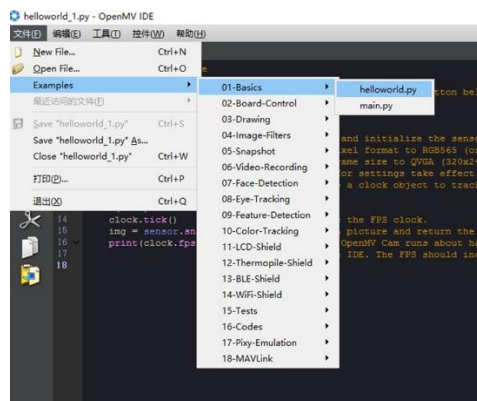 helloworld_1.py - OpenMV IDE
文件(F) 编辑(E) 工具(T) 控件(W) 帮助(H)
New File... Ctrl+N
Open File... Ctrl+O
Examples
最近访问的文件(F)
Save "helloworld_1.py" Ctrl+S
Save "helloworld_1.py" As...
Close "helloworld_1.py" Ctrl+W
打印(P)... Ctrl+P
退出(X) Ctrl+Q
01-Basics
02-Board-Control
03-Drawing
04-Image-Filters
05-Snapshot
06-Video-Recording
07-Face-Detection
08-Eye-Tracking
09-Feature-Detection
10-Color-Tracking
11-LCD-Shield
12-Thermopile-Shield
13-BLE-Shield
14-WiFi-Shield
15-Tests
16-Codes
17-Pixy-Emulation
18-MAVLink
helloworld.py
main.py
tton bel
and initialize the senso
xel format to RGB565 (o
ame size to QVGA (320x2
or settings take effect.
e a clock object to trac
14 clock.tick() the FPS clock.
15 img = sensor.sn picture and return the
16 print(clock.fps OpenMV Cam runs about ha
17 IDE. The FPS should inc
18